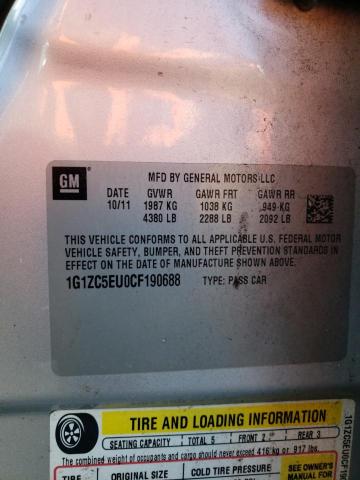 GM
MFD BY GENERAL MOTORS LLC
DATE GVWR GAWR FRT GAWR RR
10/11 1987 KG 1038 KG 949 KG
4380 LB 2288 LB 2092 LB
THIS VEHICLE CONFORMS TO ALL APPLICABLE U.S. FEDERAL MOTOR
VEHICLE SAFETY, BUMPER, AND THEFT PREVENTION STANDARDS IN
EFFECT ON THE DATE OF MANUFACTURE SHOWN ABOVE.
1G1ZC5EU0CF190688 TYPE: PASS CAR
TIRE AND LOADING INFORMATION
SEATING CAPACITY TOTAL 5 FRONT 2 REAR 3
The combined weight of occupants and cargo should never exceed 416 kg or 917 lbs.
TIRE ORIGINAL SIZE COLD TIRE PRESSURE SEE OWNER'S
MANUAL FOR
1G1ZC5EU0CF190